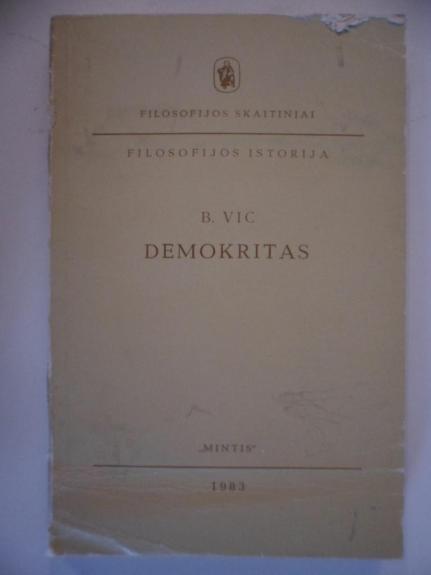 FILOSOFIJOS SKAITINIAI
FILOSOFIJOS ISTORIJA
B. VIC
DEMOKRITAS
„MINTIS“
1983